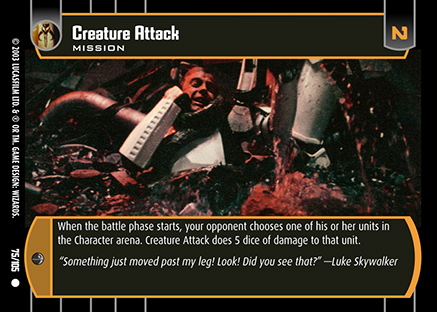 Creature Attack
N
MISSION
When the battle phase starts, your opponent chooses one of his or her units in
the Character arena. Creature Attack does 5 dice of damage to that unit.
"Something just moved past my leg! Look! Did you see that?" —Luke Skywalker
© 2003 LUCASFILM LTD. &
® OR TM. GAME DESIGN: WIZARDS.
75/105